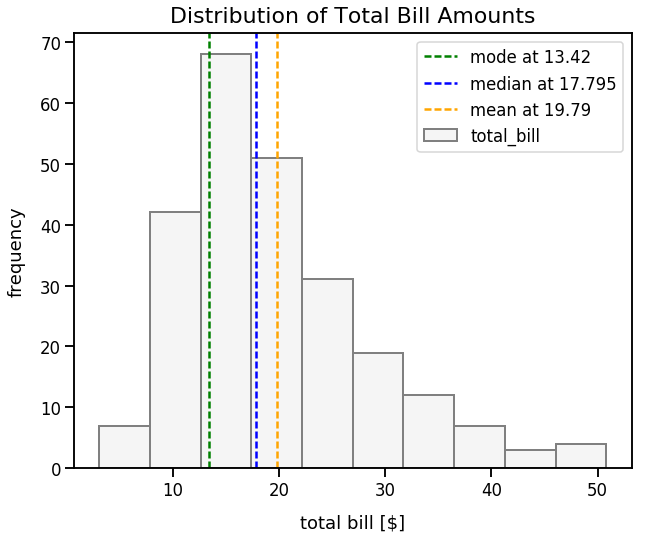 Distribution of Total Bill Amounts
70
60
50
40
30
20
10
0
frequency
mode at 13.42
median at 17.795
mean at 19.79
total_bill
10 20 30 40 50
total bill [$]